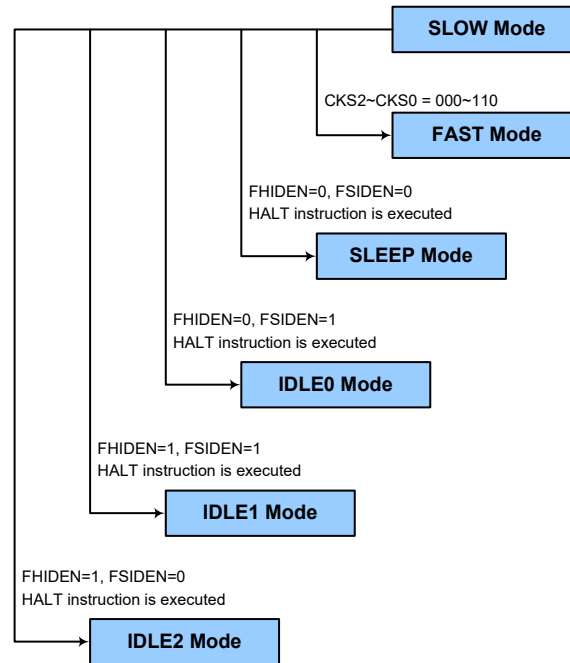 SLOW Mode
CKS2~CKS0 = 000~110
FAST Mode
FHIDEN=0, FSIDEN=0
HALT instruction is executed
SLEEP Mode
FHIDEN=0, FSIDEN=1
HALT instruction is executed
IDLE0 Mode
FHIDEN=1, FSIDEN=1
HALT instruction is executed
IDLE1 Mode
FHIDEN=1, FSIDEN=0
HALT instruction is executed
IDLE2 Mode